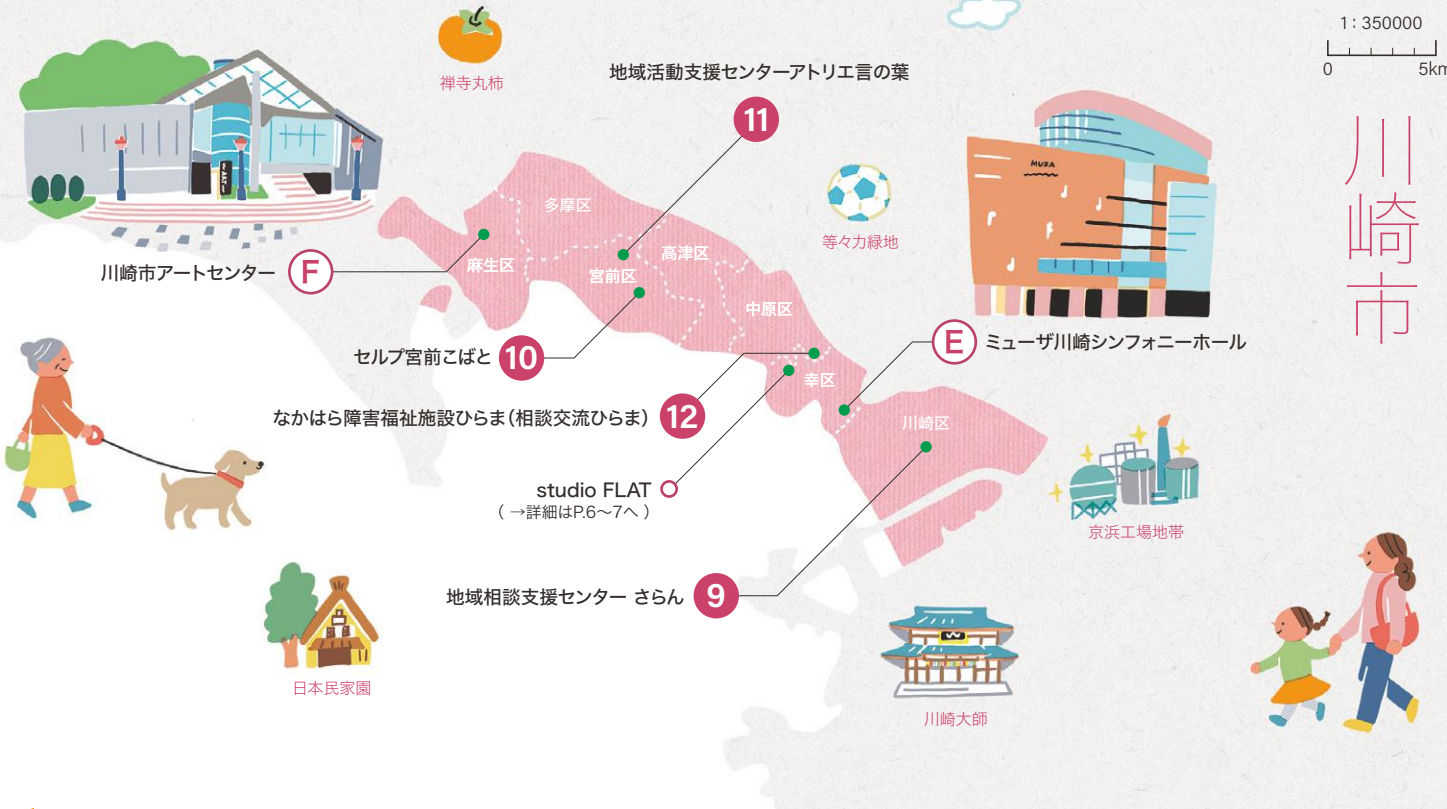 1：350000
0
5km
川崎市
禅寺丸柿
地域活動支援センターアトリエ言の葉
11
MUZA
多摩区
等々力緑地
高津区
麻生区
宮前区
川崎市アートセンター
F
中原区
E
ミューザ川崎シンフォニーホール
セルプ宮前こばと
10
幸区
なかはら障害福祉施設ひらま（相談交流ひらま）
12
川崎区
studio FLAT
（ →詳細はP.6〜7へ ）
京浜工場地帯
地域相談支援センター さらん
9
日本民家園
川崎大師